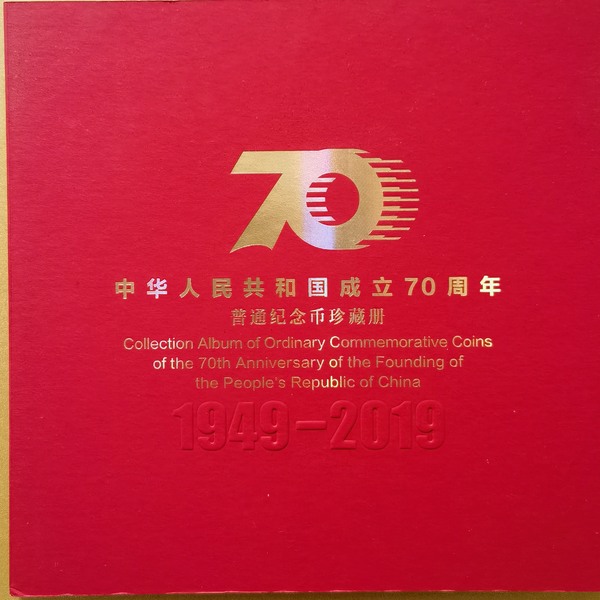 70
中华人民共和国成立70周年
普通纪念币珍藏册
Collection Album of Ordinary Commemorative Coins
of the 70th Anniversary of the Founding of
the People's Republic of China
1949-2019